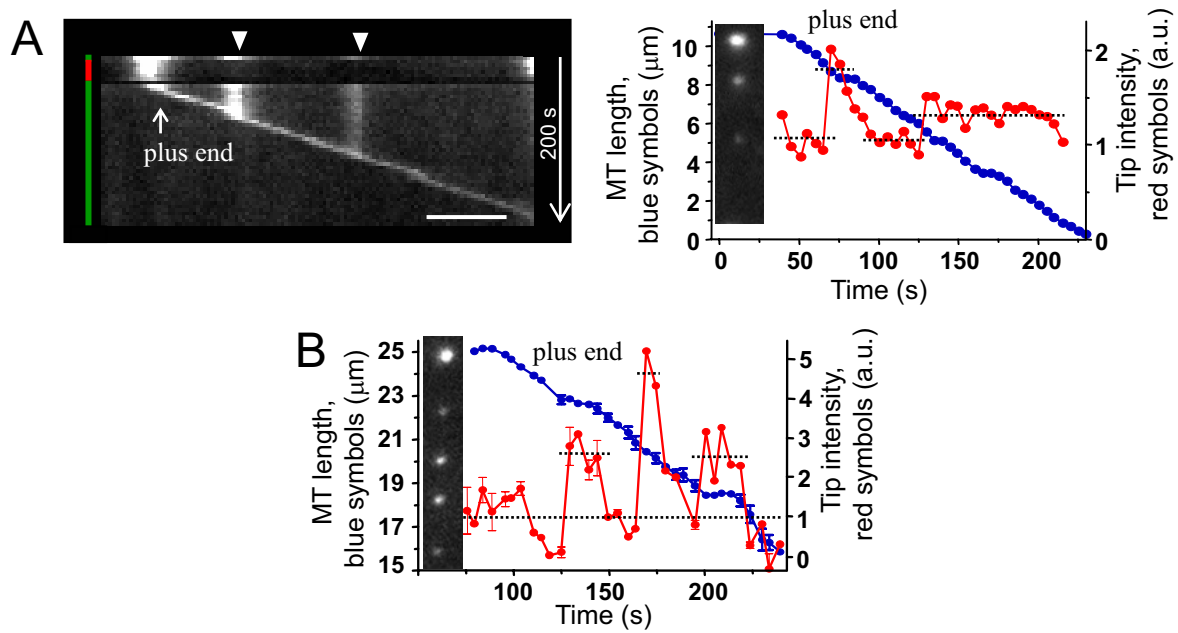 A
plus end
200 s
plus end
MT length,
blue symbols (µm)
10
8
6
4
2
0
2
1
0
Tip intensity,
red symbols (a.u.)
0
50
100
150
200
Time (s)
B
plus end
MT length,
blue symbols (µm)
25
23
21
19
17
15
5
4
3
2
1
0
Tip intensity,
red symbols (a.u.)
100
150
200
Time (s)